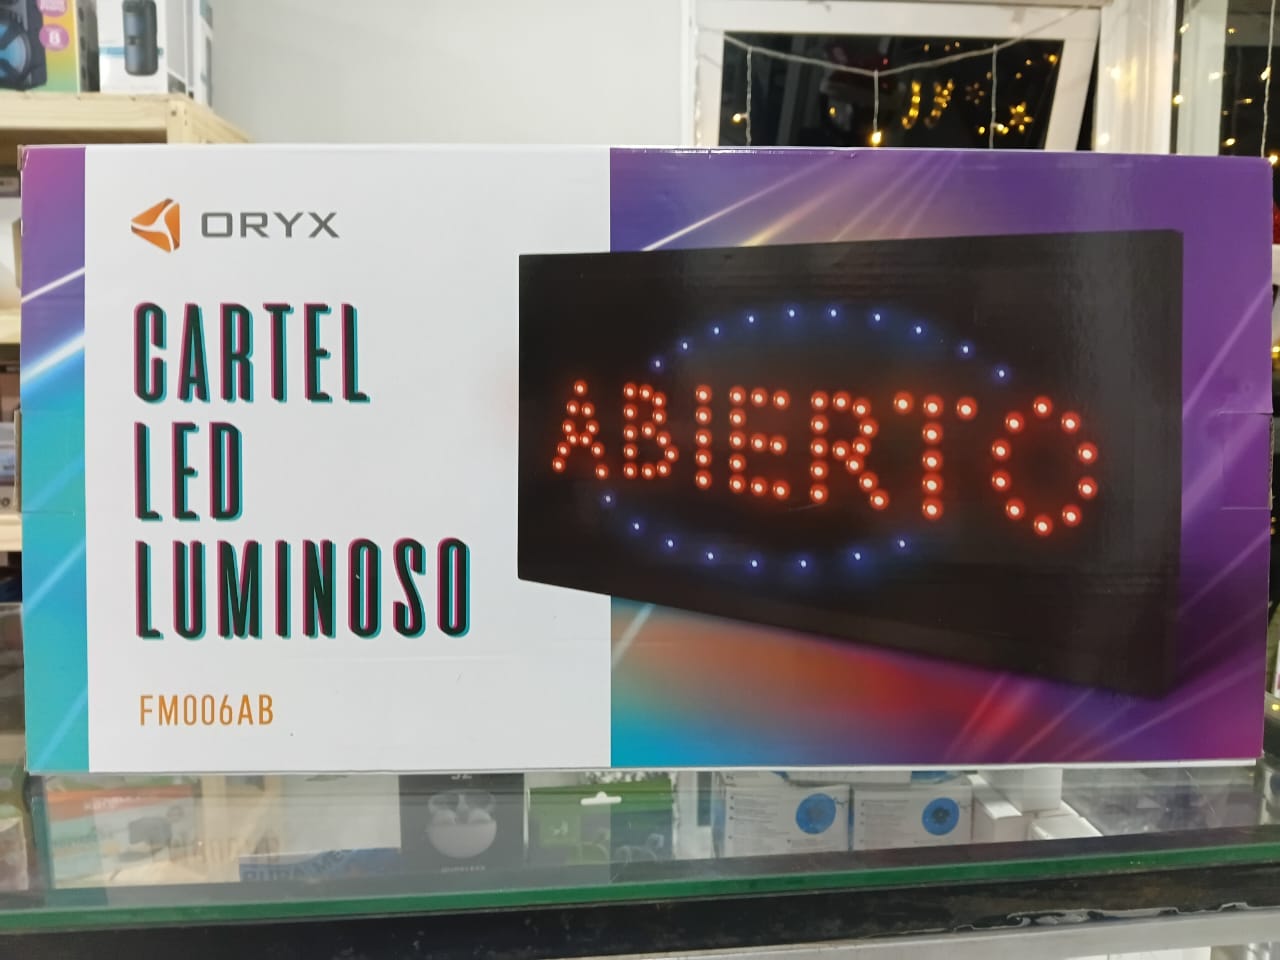 ORYX
CARTEL
LED
LUMINOSO
FM006AB
ABIERTO